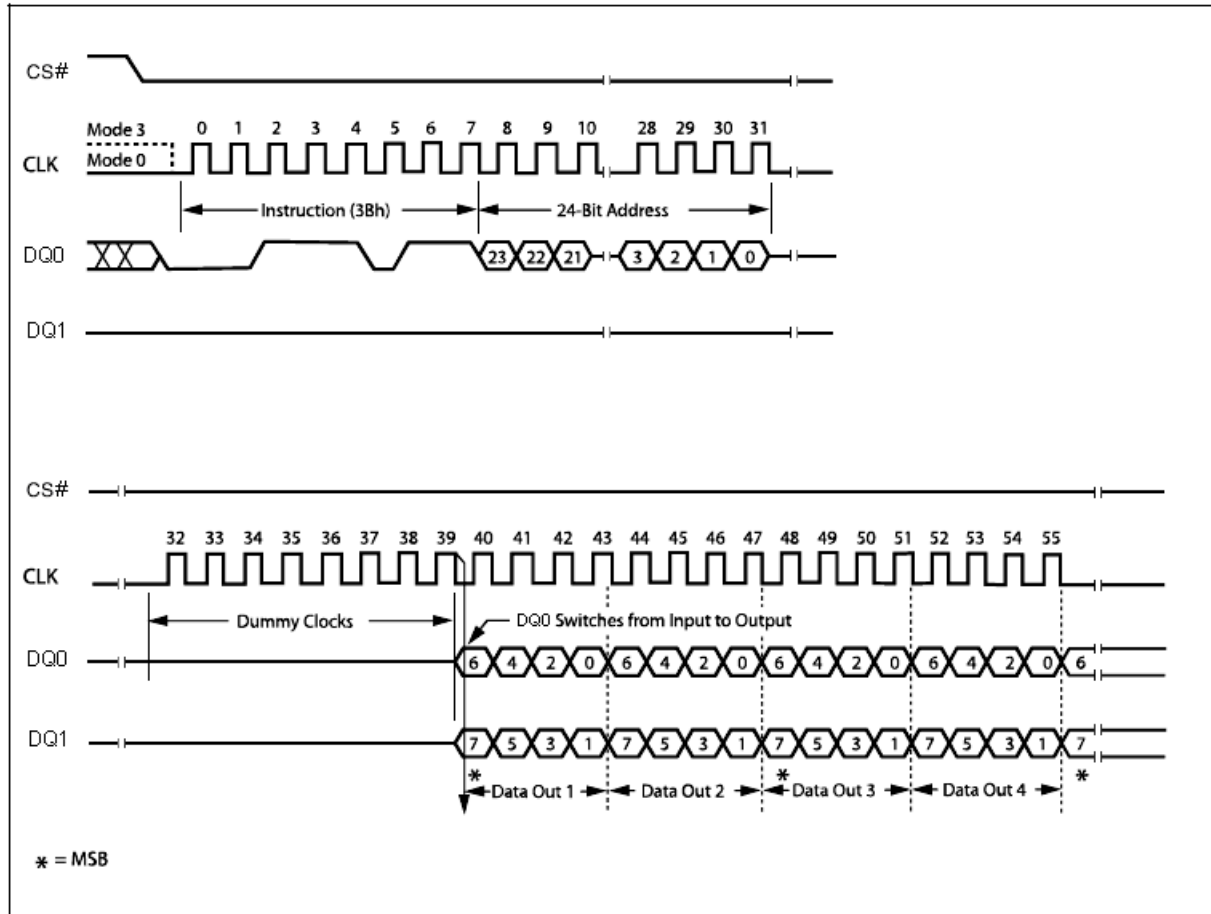 CS#
Mode 3
0 1 2 3 4 5 6 7 8 9 10 28 29 30 31
Mode 0
CLK
Instruction (3Bh) 24-Bit Address
DQ0 23 22 21 3 2 1 0
DQ1
CS#
32 33 34 35 36 37 38 39 40 41 42 43 44 45 46 47 48 49 50 51 52 53 54 55
CLK
Dummy Clocks DQ0 Switches from Input to Output
DQ0 6 4 2 0 6 4 2 0 6 4 2 0 6 4 2 0 6
DQ1 7 5 3 1 7 5 3 1 7 5 3 1 7 5 3 1 7
* * *
Data Out 1 Data Out 2 Data Out 3 Data Out 4
* = MSB